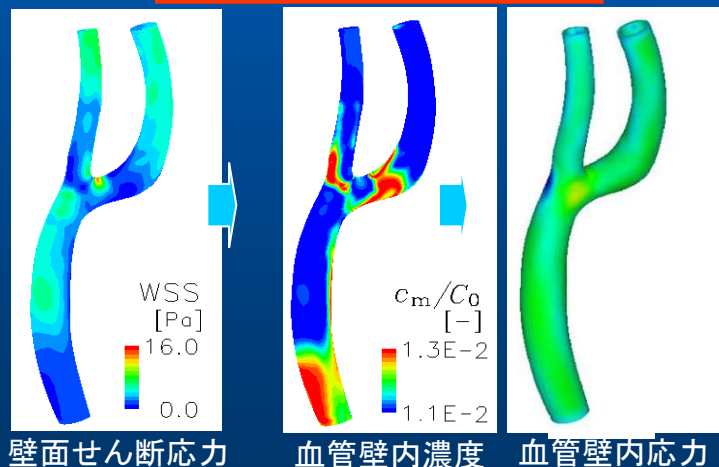 WSS
[Pa]
16.0
0.0
壁面せん断応力
cm/C0
[-]
1.3E-2
1.1E-2
血管壁内濃度
血管壁内応力